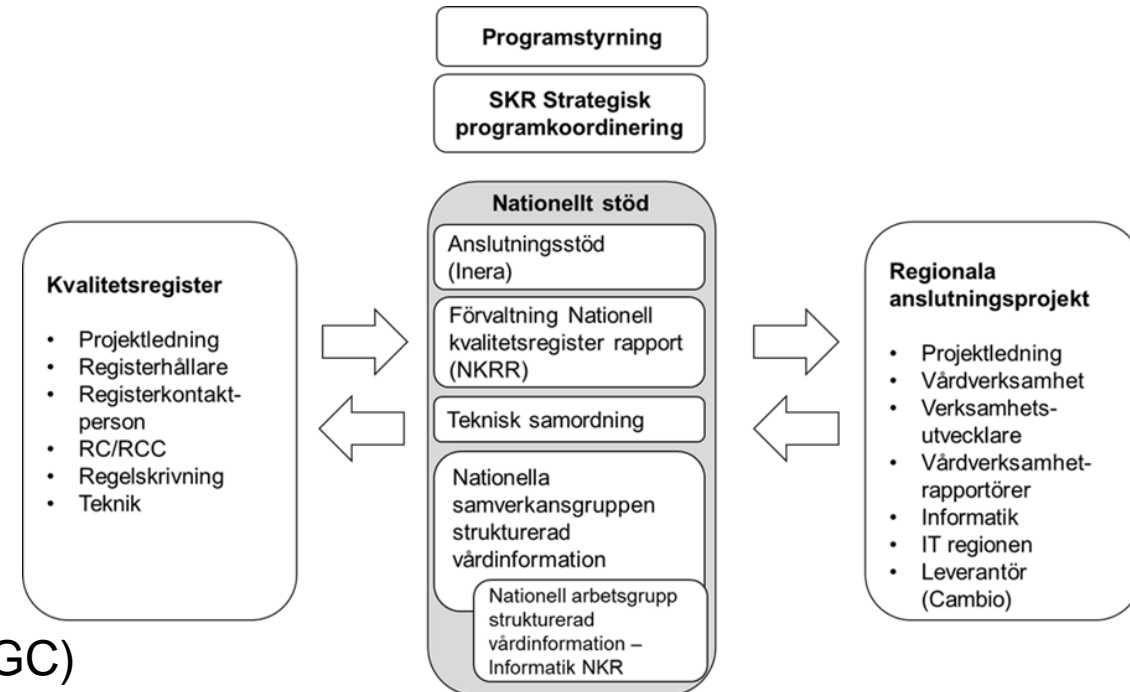 Programstyrning
SKR Strategisk
programkoordinering
Kvalitetsregister
• Projektledning
• Registerhållare
• Registerkontakt-
person
• RC/RCC
• Regelskrivning
• Teknik
Nationellt stöd
Anslutningsstöd
(Inera)
Förvaltning Nationell
kvalitetsregister rapport
(NKRR)
Teknisk samordning
Nationella
samverkansgruppen
strukturerad
vårdinformation
Nationell arbetsgrupp
strukturerad
vårdinformation –
Informatik NKR
Regionala
anslutningsprojekt
• Projektledning
• Vårdverksamhet
• Verksamhets-
utvecklare
• Vårdverksamhet-
rapportörer
• Informatik
• IT regionen
• Leverantör
(Cambio)
GC)